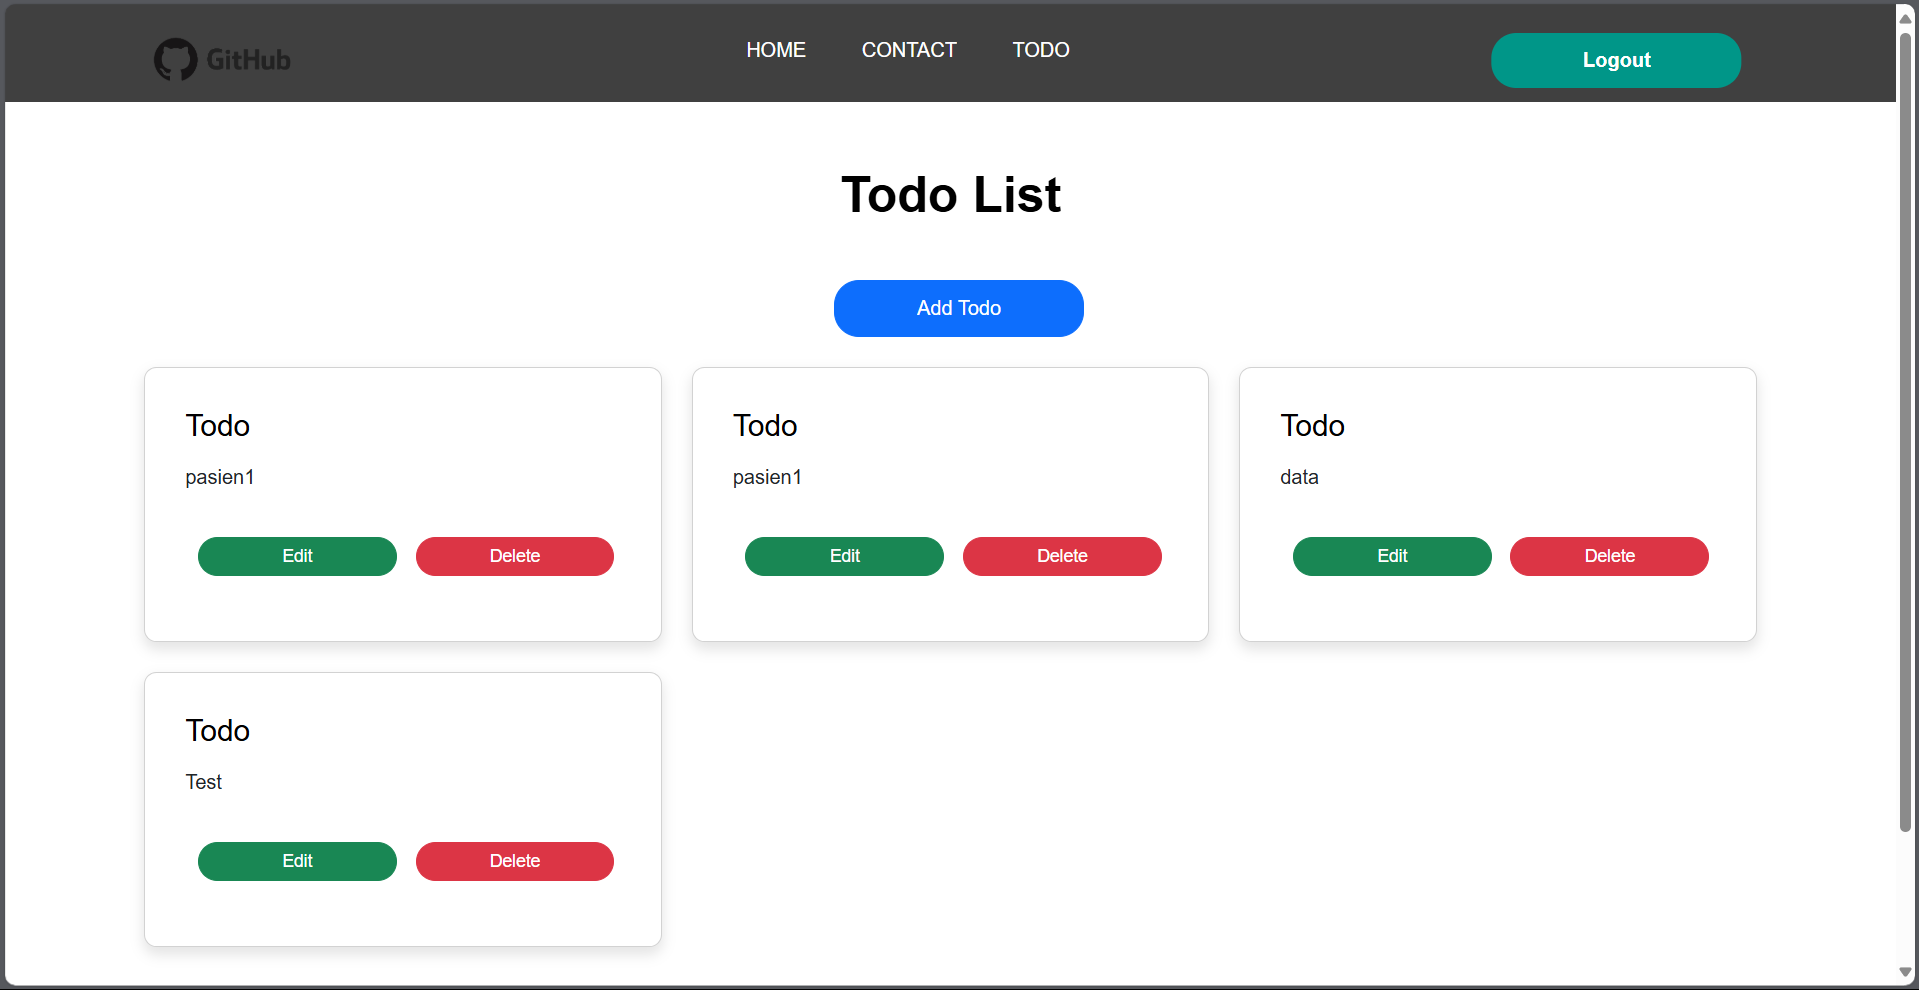 GitHub
HOME CONTACT TODO
Logout
Todo List
Add Todo
Todo
pasien1
Edit Delete
Todo
pasien1
Edit Delete
Todo
data
Edit Delete
Todo
Test
Edit Delete